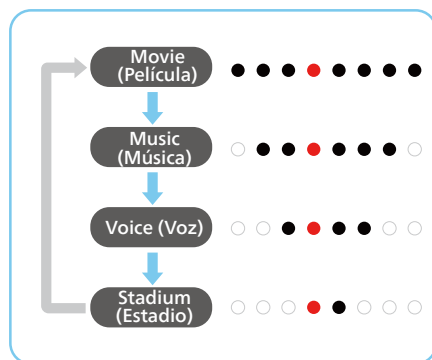 Movie
(Película)
Music
(Música)
Voice (Voz)
Stadium
(Estadio)